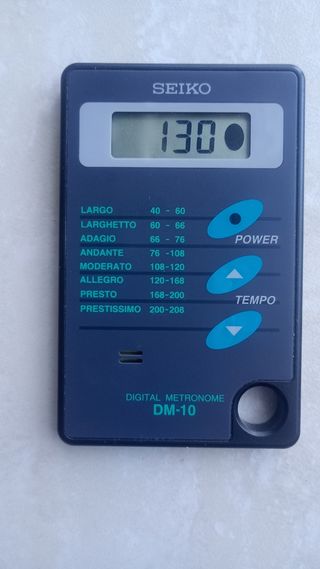 SEIKO
130
LARGO 40 - 60
LARGHETTO 60 - 66
ADAGIO 66 - 76
POWER
ANDANTE 76 -108
MODERATO 108-120
ALLEGRO 120-168
PRESTO 168-200
TEMPO
PRESTISSIMO 200-208
DIGITAL METRONOME
DM-10